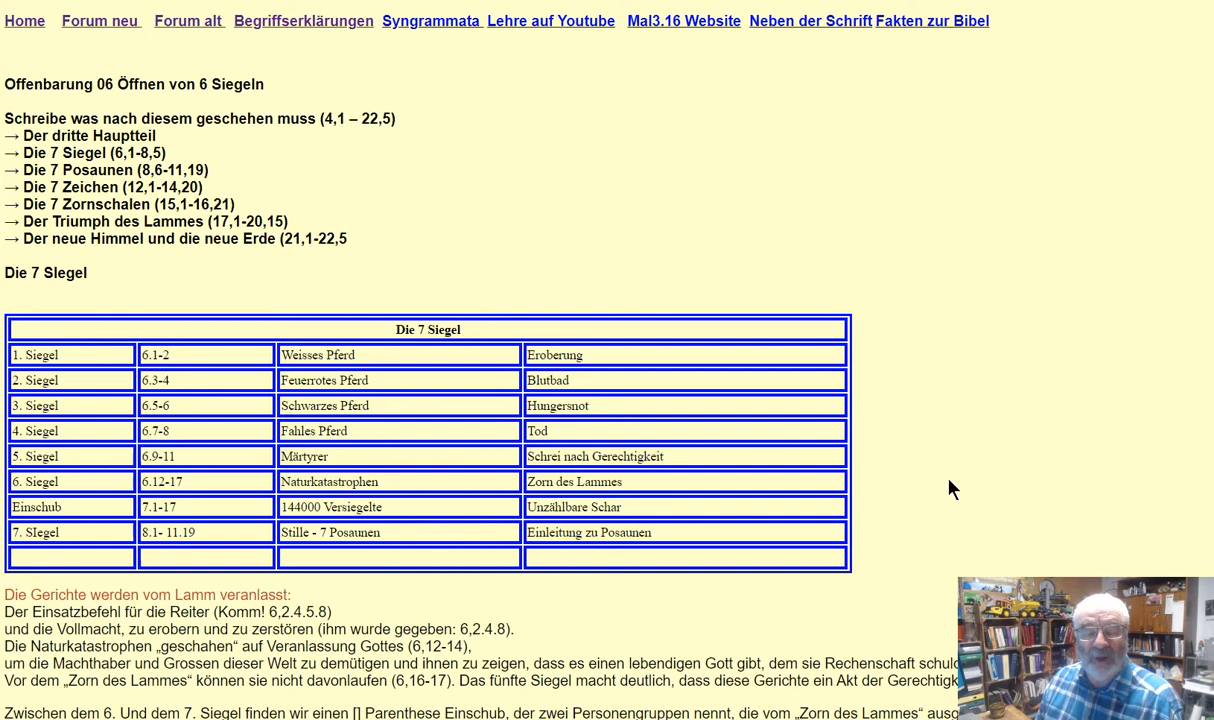 Home Forum neu Forum alt Begriffserklärungen Syngrammata Lehre auf Youtube Mal3.16 Website Neben der Schrift Fakten zur Bibel
Offenbarung 06 Öffnen von 6 Siegeln
Schreibe was nach diesem geschehen muss (4,1 – 22,5)
→ Der dritte Hauptteil
→ Die 7 Siegel (6,1-8,5)
→ Die 7 Posaunen (8,6-11,19)
→ Die 7 Zeichen (12,1-14,20)
→ Die 7 Zornschalen (15,1-16,21)
→ Der Triumph des Lammes (17,1-20,15)
→ Der neue Himmel und die neue Erde (21,1-22,5
Die 7 SIegel
Die 7 Siegel
1. Siegel 6.1-2 Weisses Pferd Eroberung
2. Siegel 6.3-4 Feuerrotes Pferd Blutbad
3. Siegel 6.5-6 Schwarzes Pferd Hungersnot
4. Siegel 6.7-8 Fahles Pferd Tod
5. Siegel 6.9-11 Märtyrer Schrei nach Gerechtigkeit
6. Siegel 6.12-17 Naturkatastrophen Zorn des Lammes
Einschub 7.1-17 144000 Versiegelte Unzählbare Schar
7. SIegel 8.1- 11.19 Stille - 7 Posaunen Einleitung zu Posaunen
Die Gerichte werden vom Lamm veranlasst:
Der Einsatzbefehl für die Reiter (Komm! 6,2.4.5.8)
und die Vollmacht, zu erobern und zu zerstören (ihm wurde gegeben: 6,2.4.8).
Die Naturkatastrophen „geschahen“ auf Veranlassung Gottes (6,12-14),
um die Machthaber und Grossen dieser Welt zu demütigen und ihnen zu zeigen, dass es einen lebendigen Gott gibt, dem sie Rechenschaft schuld
Vor dem „Zorn des Lammes“ können sie nicht davonlaufen (6,16-17). Das fünfte Siegel macht deutlich, dass diese Gerichte ein Akt der Gerechtigk
Zwischen dem 6. Und dem 7. Siegel finden wir einen [] Parenthese Einschub, der zwei Personengruppen nennt, die vom „Zorn des Lammes“ ausg